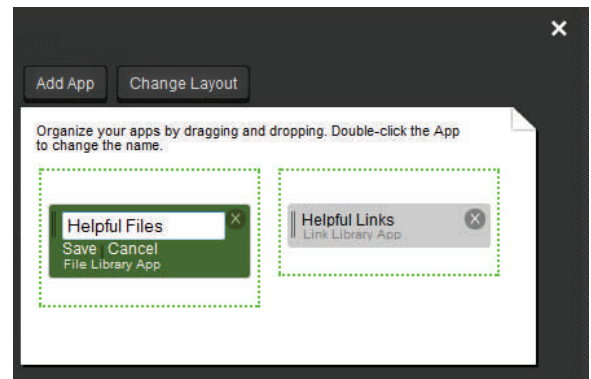 Add App Change Layout
Organize your apps by dragging and dropping. Double-click the App
to change the name.
Helpful Files X
Save | Cancel
File Library App
Helpful Links X
Link Library App